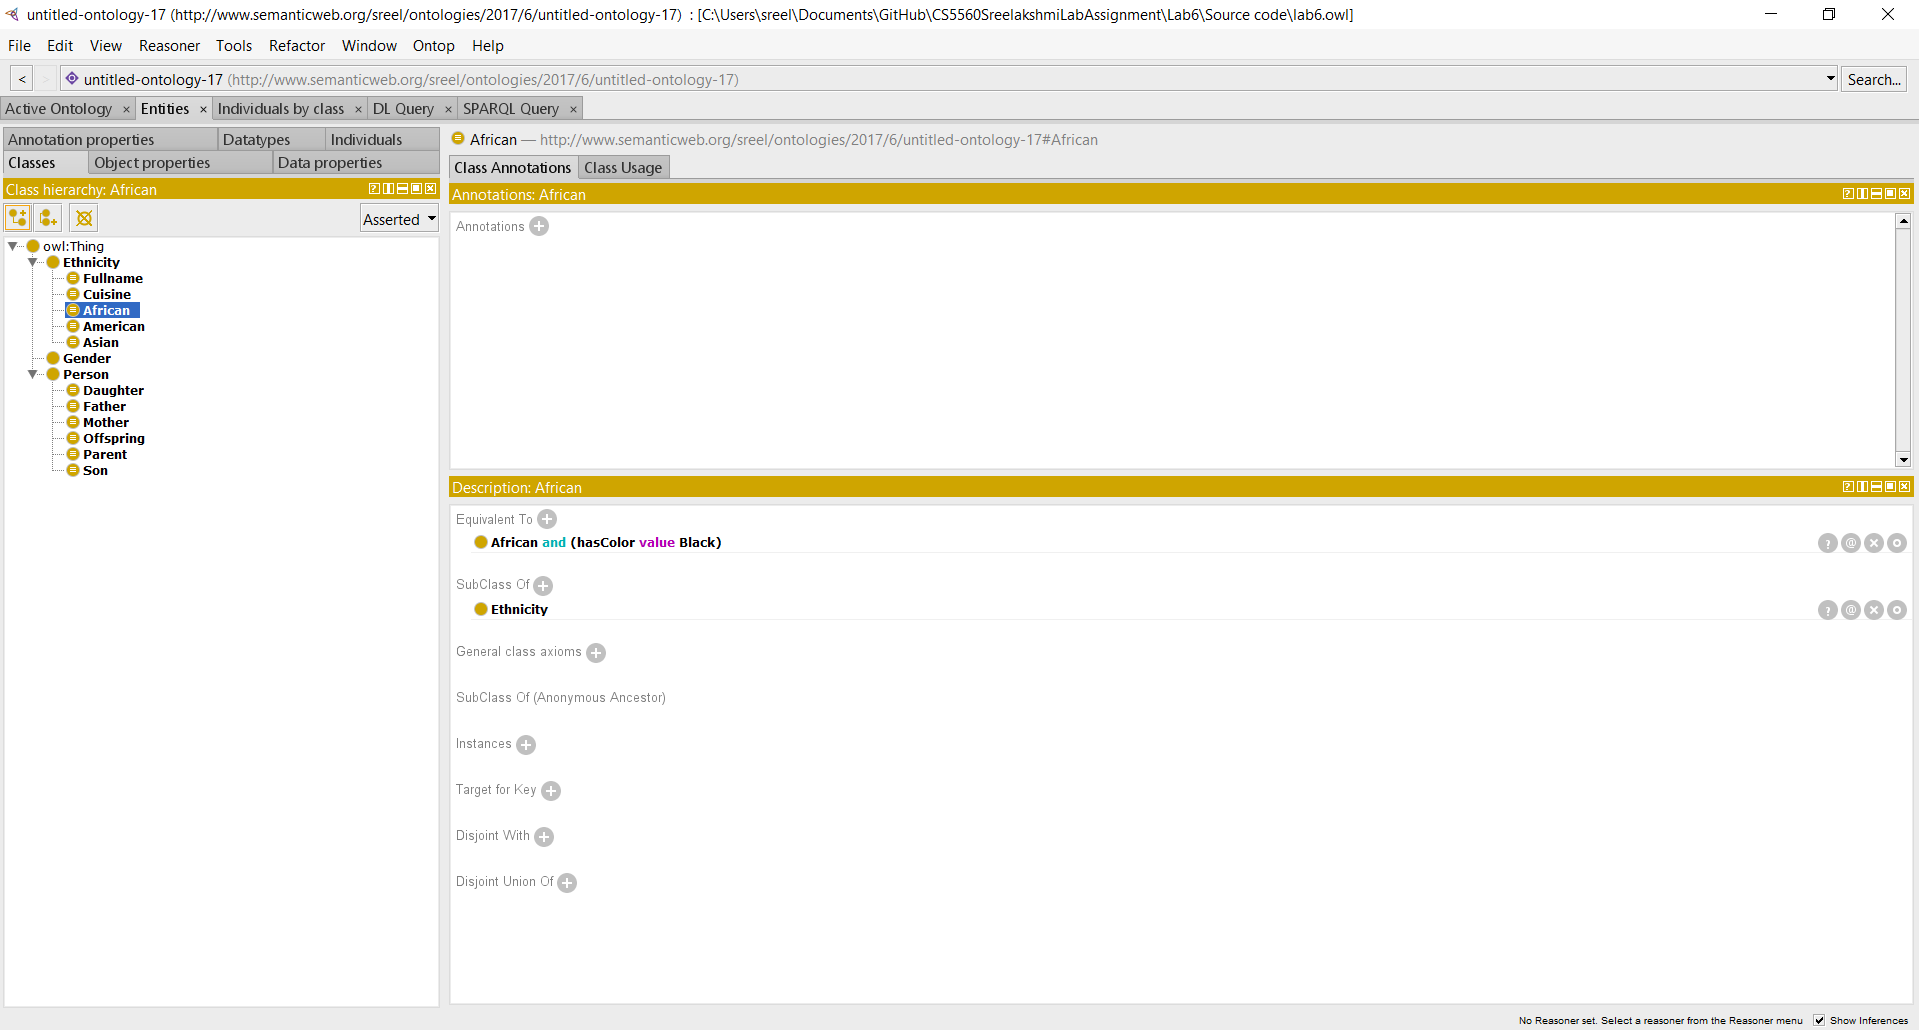 untitled-ontology-17 (http://www.semanticweb.org/sreel/ontologies/2017/6/untitled-ontology-17) : [C:\Users\sreel\Documents\GitHub\CS5560SreelakshmiLabAssignment\Lab6\Source code\lab6.owl]
File Edit View Reasoner Tools Refactor Window Ontop Help
< > untitled-ontology-17 (http://www.semanticweb.org/sreel/ontologies/2017/6/untitled-ontology-17) Search...
Active Ontology × Entities × Individuals by class × DL Query × SPARQL Query ×
Annotation properties Datatypes Individuals
Classes Object properties Data properties
Class hierarchy: African
Asserted
owl:Thing
Ethnicity
Fullname
Cuisine
African
American
Asian
Gender
Person
Daughter
Father
Mother
Offspring
Parent
Son
African — http://www.semanticweb.org/sreel/ontologies/2017/6/untitled-ontology-17#African
Class Annotations Class Usage
Annotations: African
Annotations
Description: African
Equivalent To
African and (hasColor value Black)
SubClass Of
Ethnicity
General class axioms
SubClass Of (Anonymous Ancestor)
Instances
Target for Key
Disjoint With
Disjoint Union Of
No Reasoner set. Select a reasoner from the Reasoner menu Show Inferences